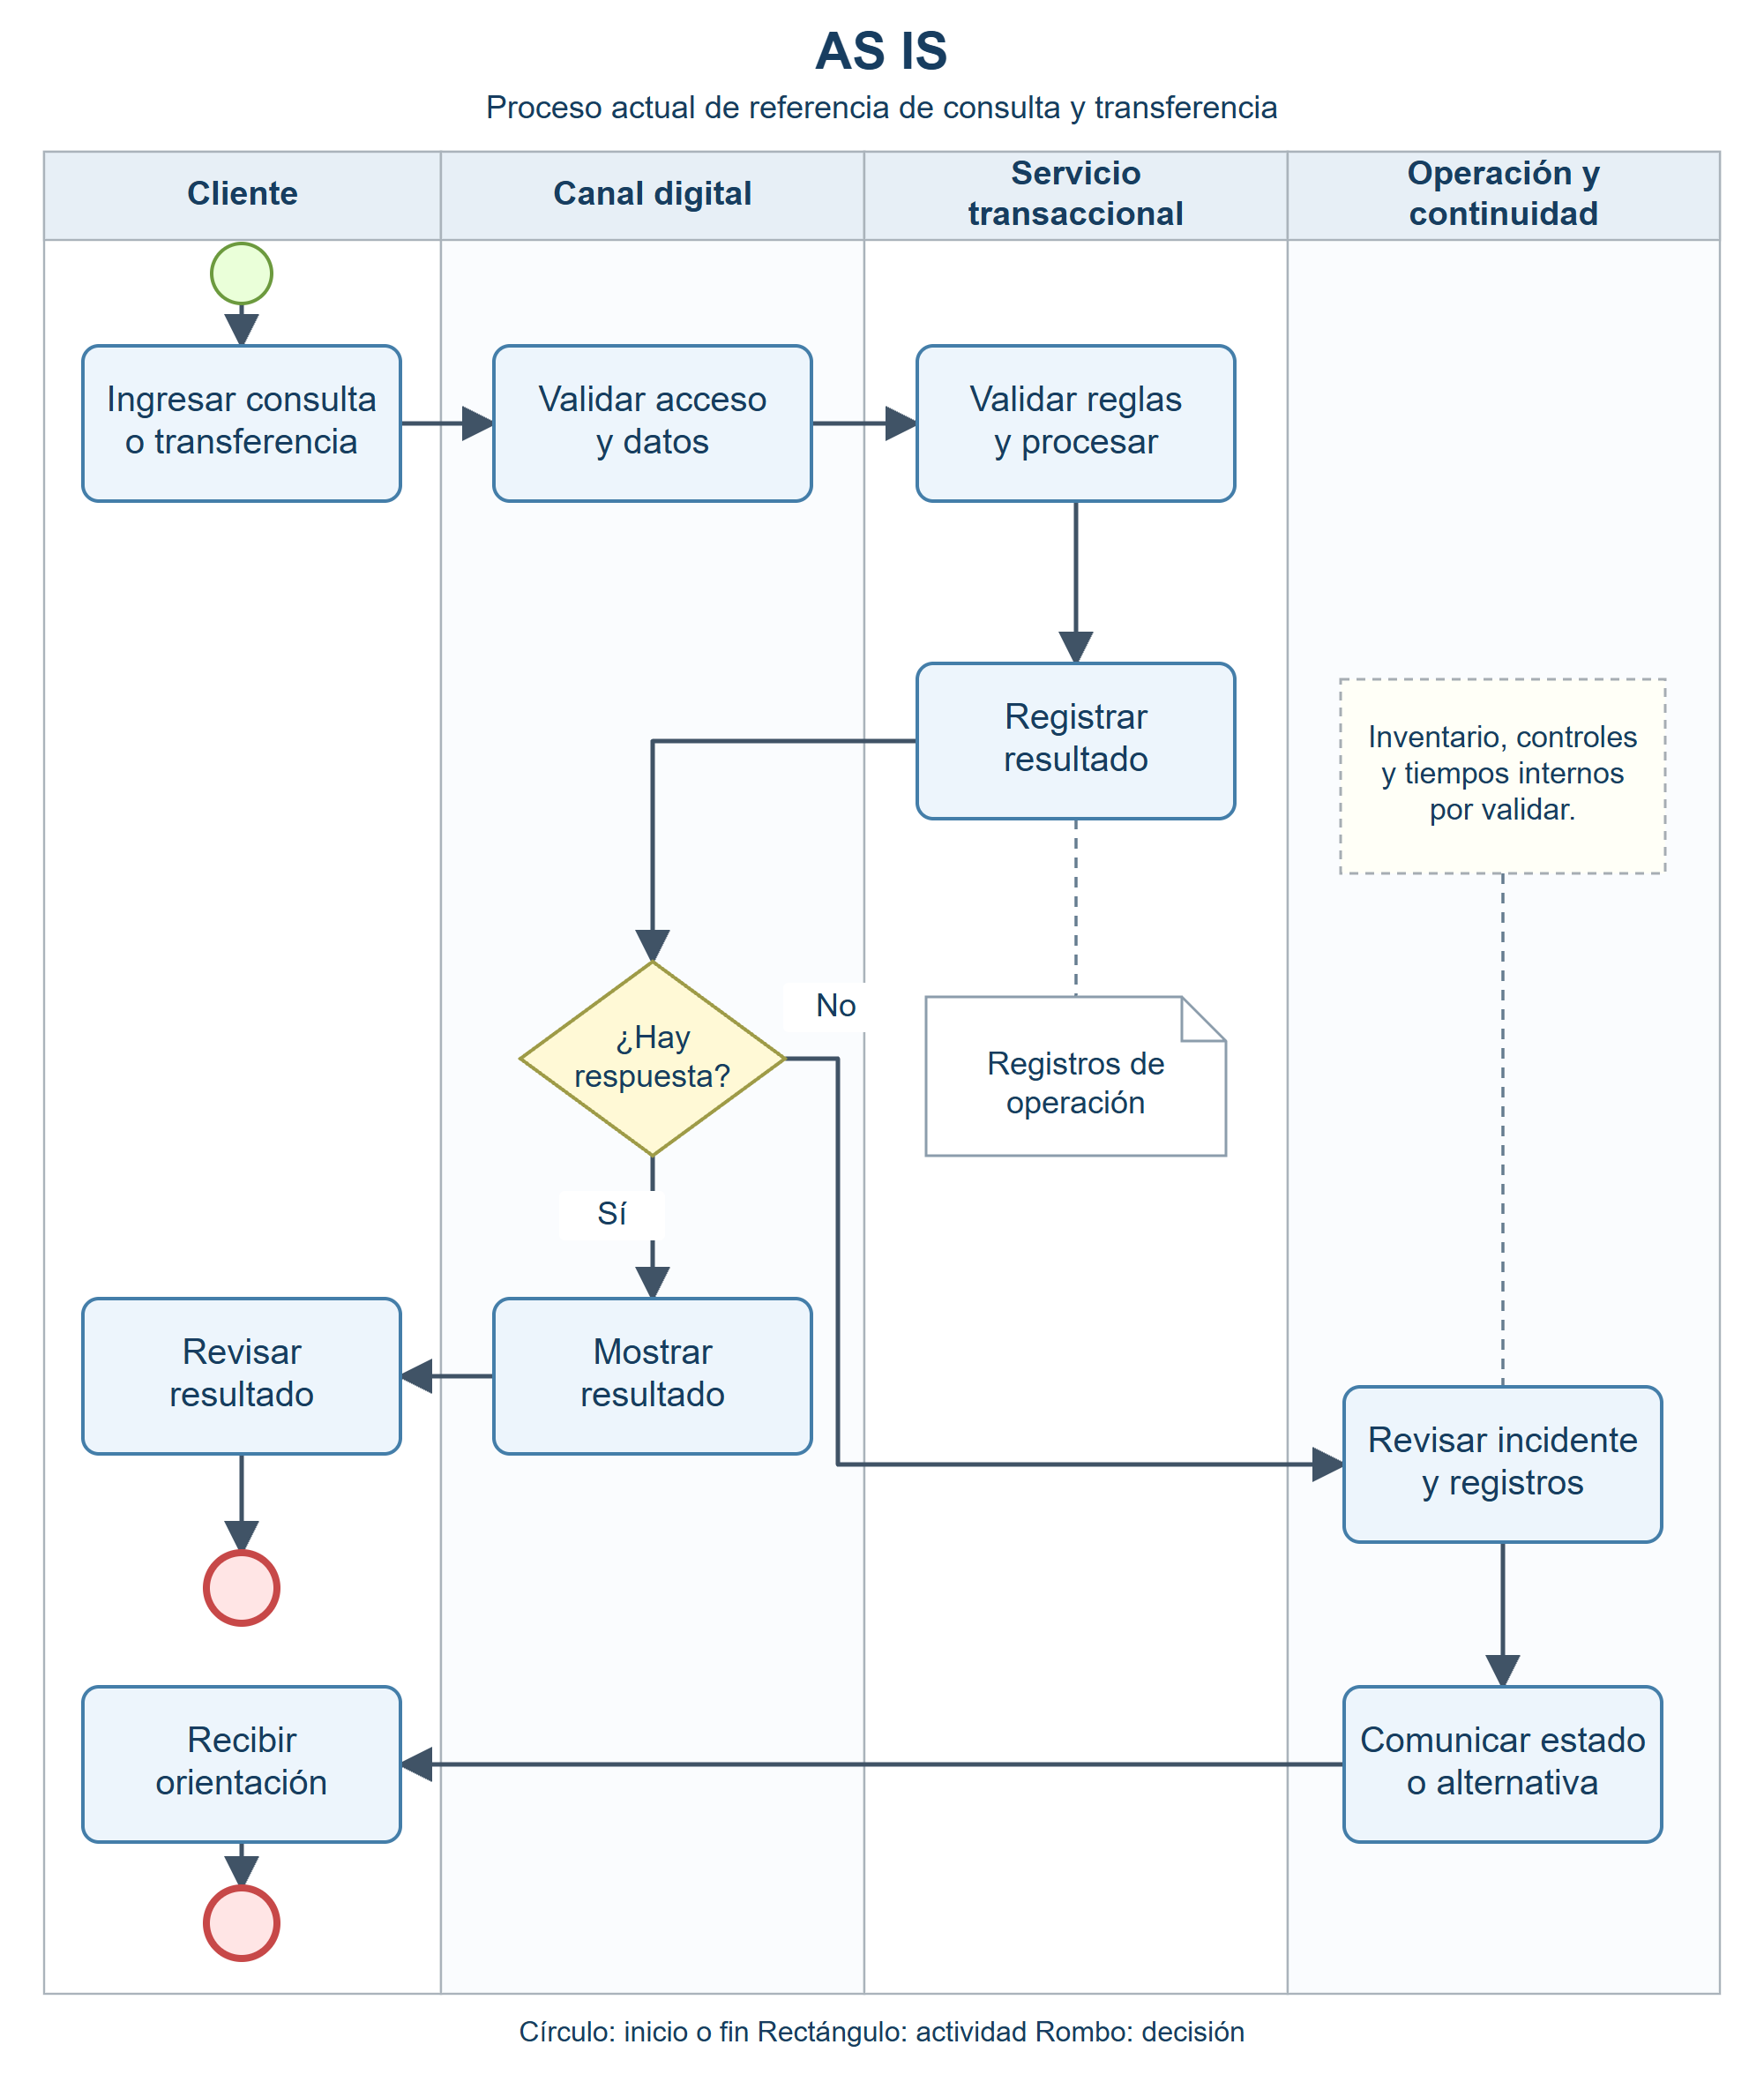 AS IS
Proceso actual de referencia de consulta y transferencia
Cliente
Canal digital
Servicio
transaccional
Operación y
continuidad
Ingresar consulta
o transferencia
Validar acceso
y datos
Validar reglas
y procesar
Registrar
resultado
Inventario, controles
y tiempos internos
por validar.
¿Hay
respuesta?
No
Registros de
operación
Sí
Revisar
resultado
Mostrar
resultado
Revisar incidente
y registros
Recibir
orientación
Comunicar estado
o alternativa
Círculo: inicio o fin Rectángulo: actividad Rombo: decisión